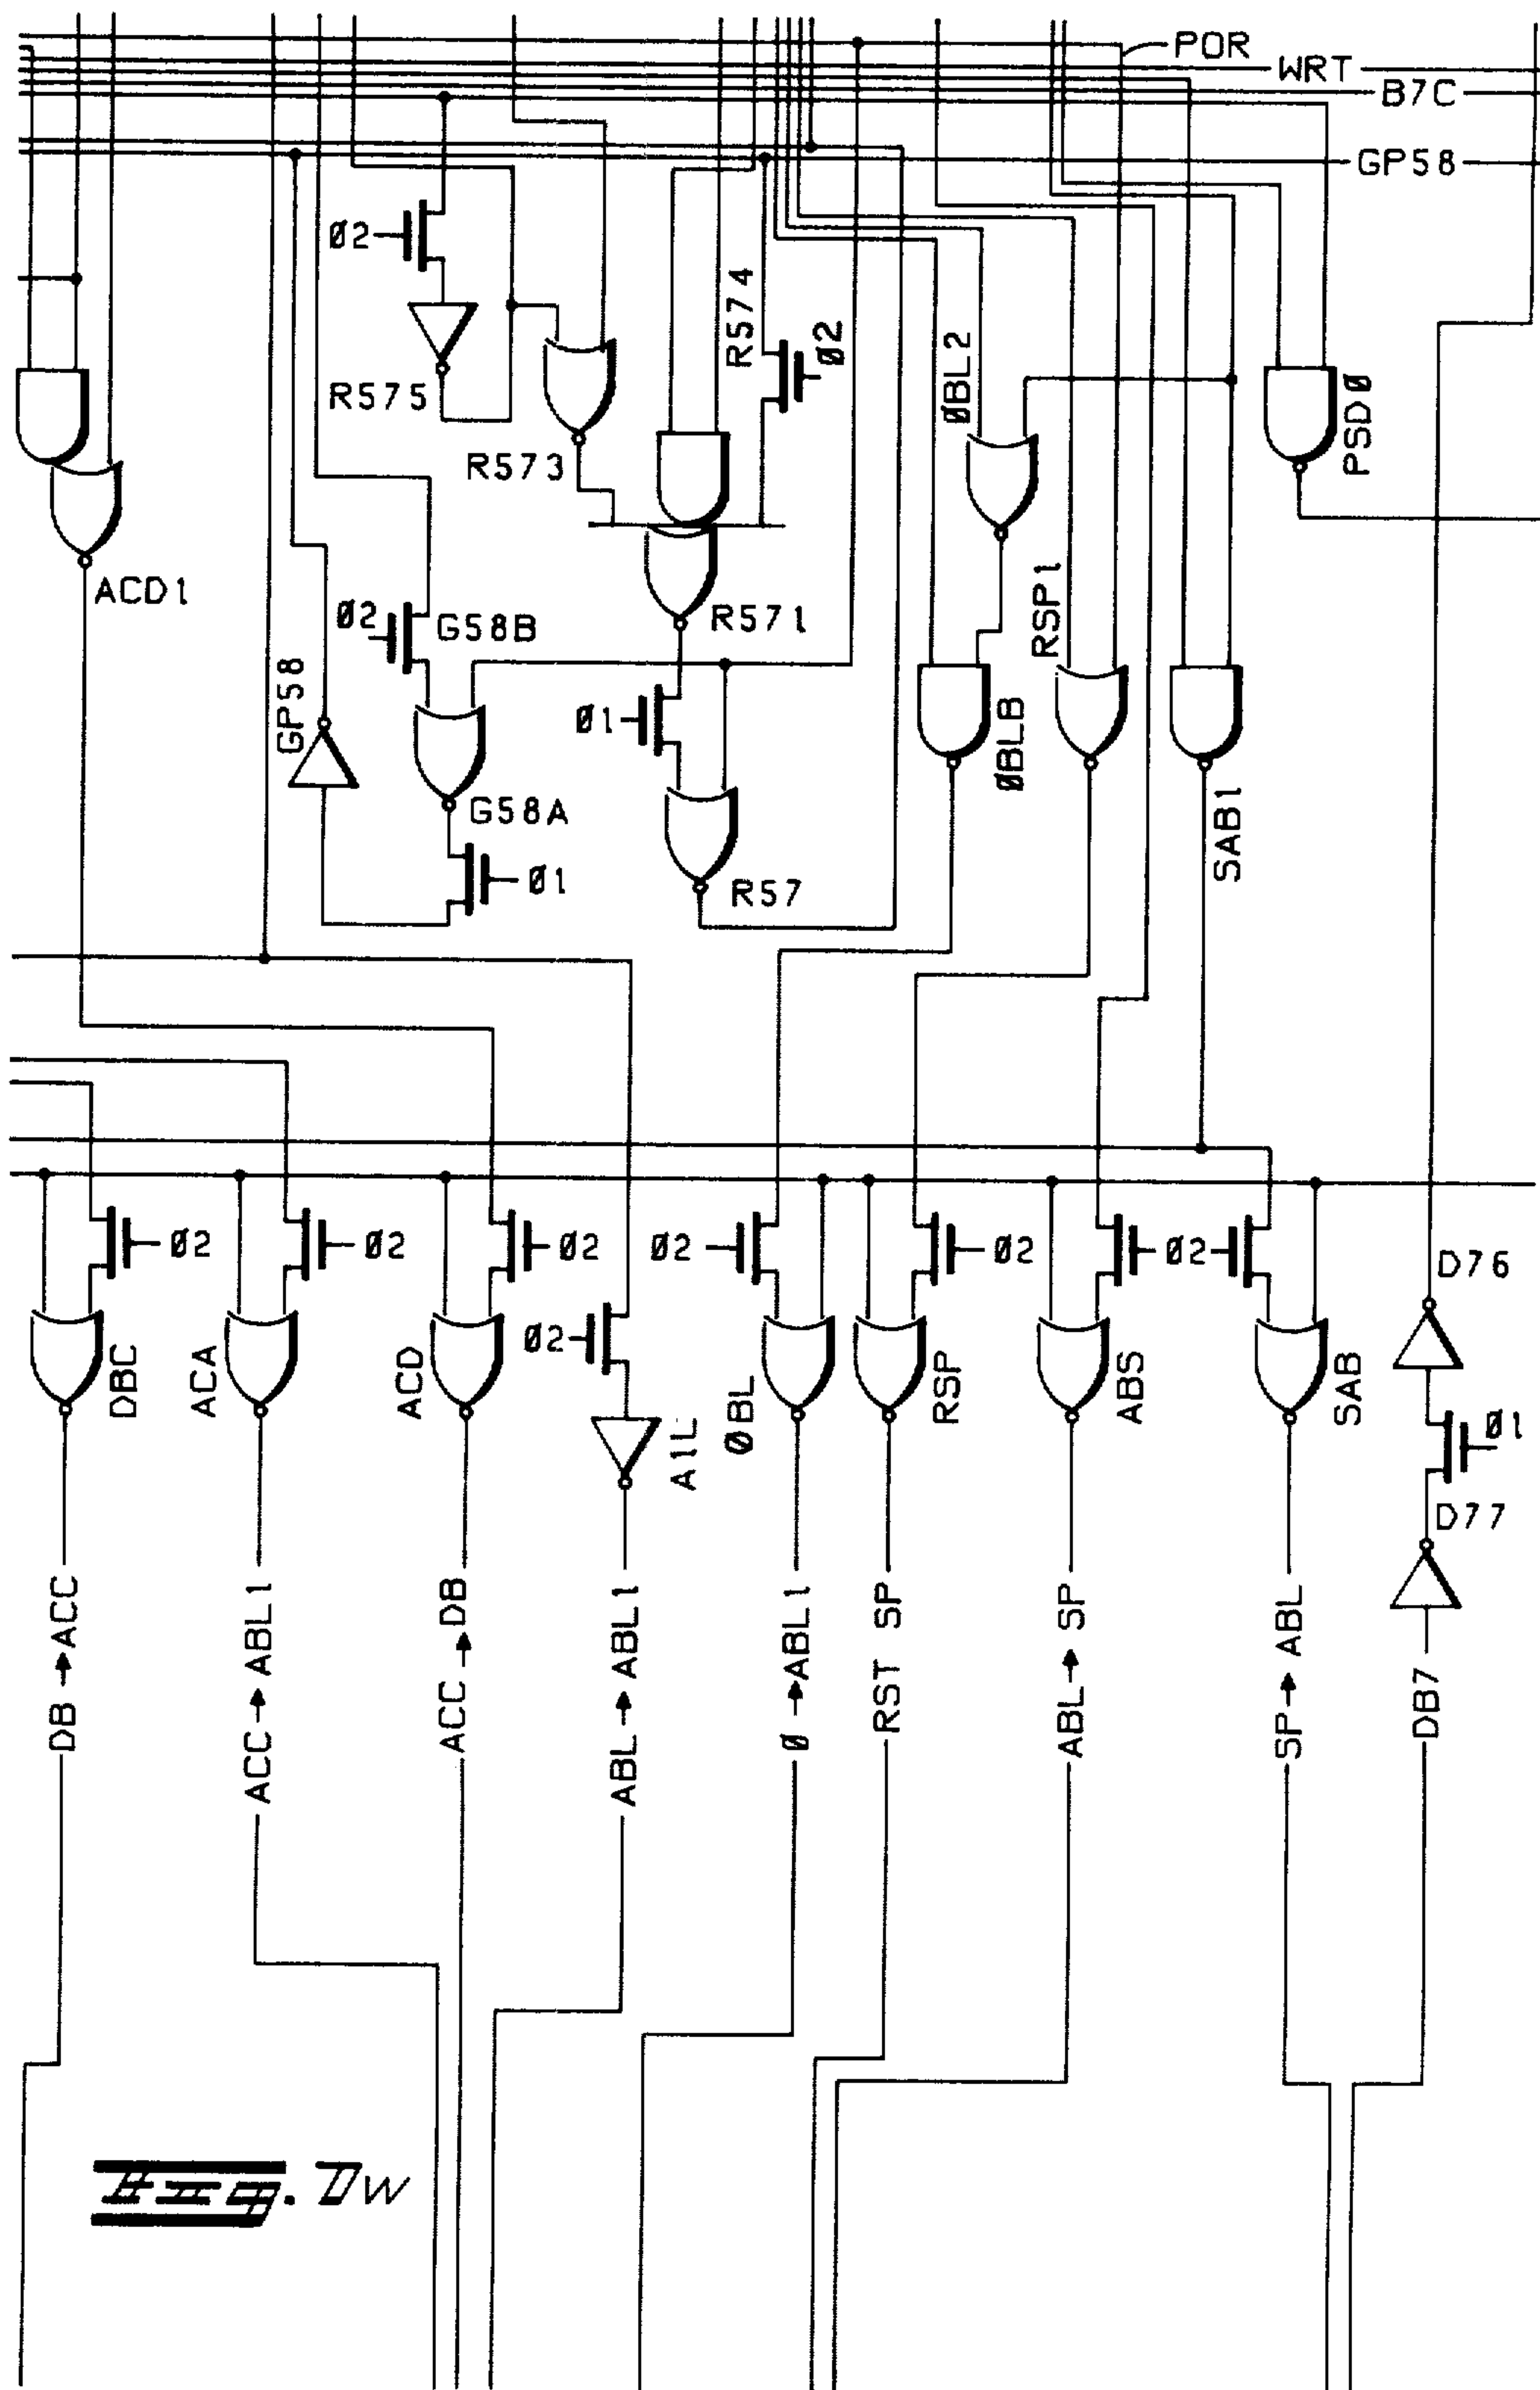 POR
WRT
B7C
GP58
Ø2
R574
Ø2
ØBL2
PSDØ
R575
R573
ACD1
Ø2
G58B
R571
RSP1
GP58
Ø1
ØBLB
G58A
SAB1
Ø1
R57
Ø2
Ø2
Ø2
Ø2
Ø2
Ø2
D76
Ø2
DBC
ACA
ACD
ØBL
RSP
ABS
SAB
A1L
Ø1
D77
DB→ACC
ACC→ABL1
ACC→DB
ABL→ABL1
Ø→ABL1
RST SP
ABL→SP
SP→ABL
DB7
Fig. 7w